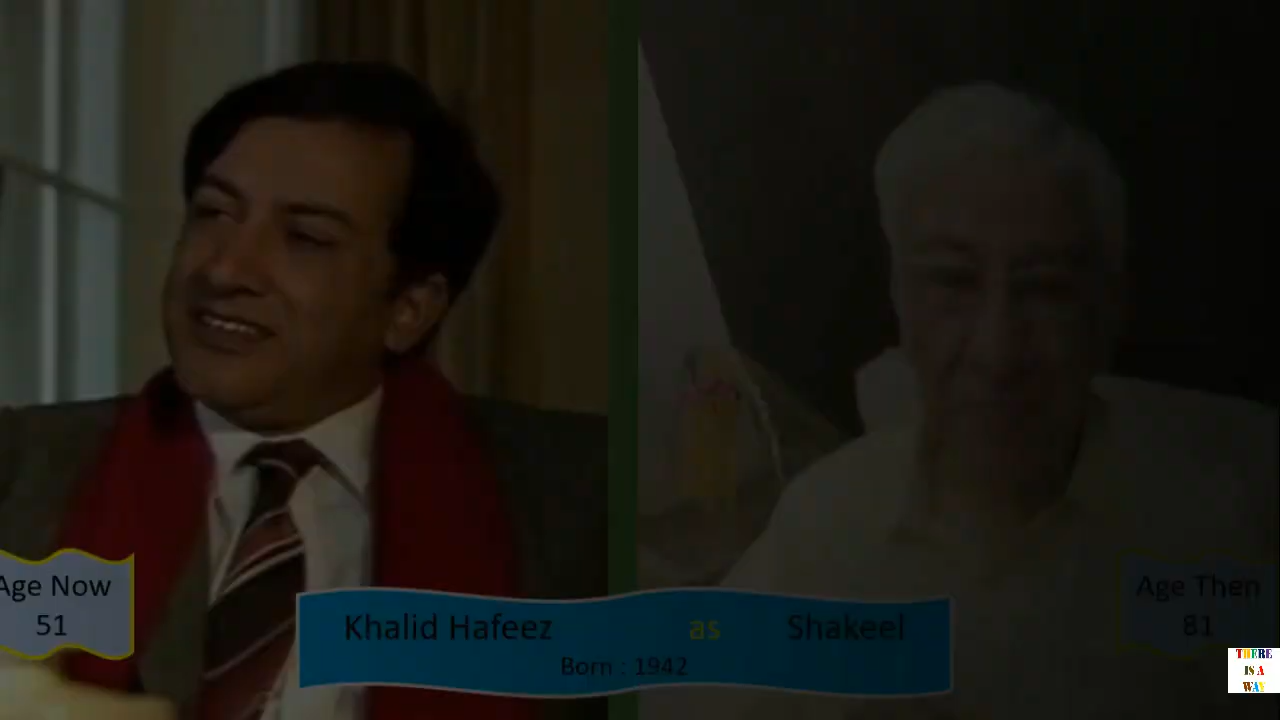 Age Now
51
Khalid Hafeez as Shakeel
Born : 1942
Age Then
81
THERE
IS A
WAY